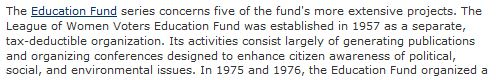 The Education Fund series concerns five of the fund's more extensive projects. The
League of Women Voters Education Fund was established in 1957 as a separate,
tax-deductible organization. Its activities consist largely of generating publications
and organizing conferences designed to enhance citizen awareness of political,
social, and environmental issues. In 1975 and 1976, the Education Fund organized a